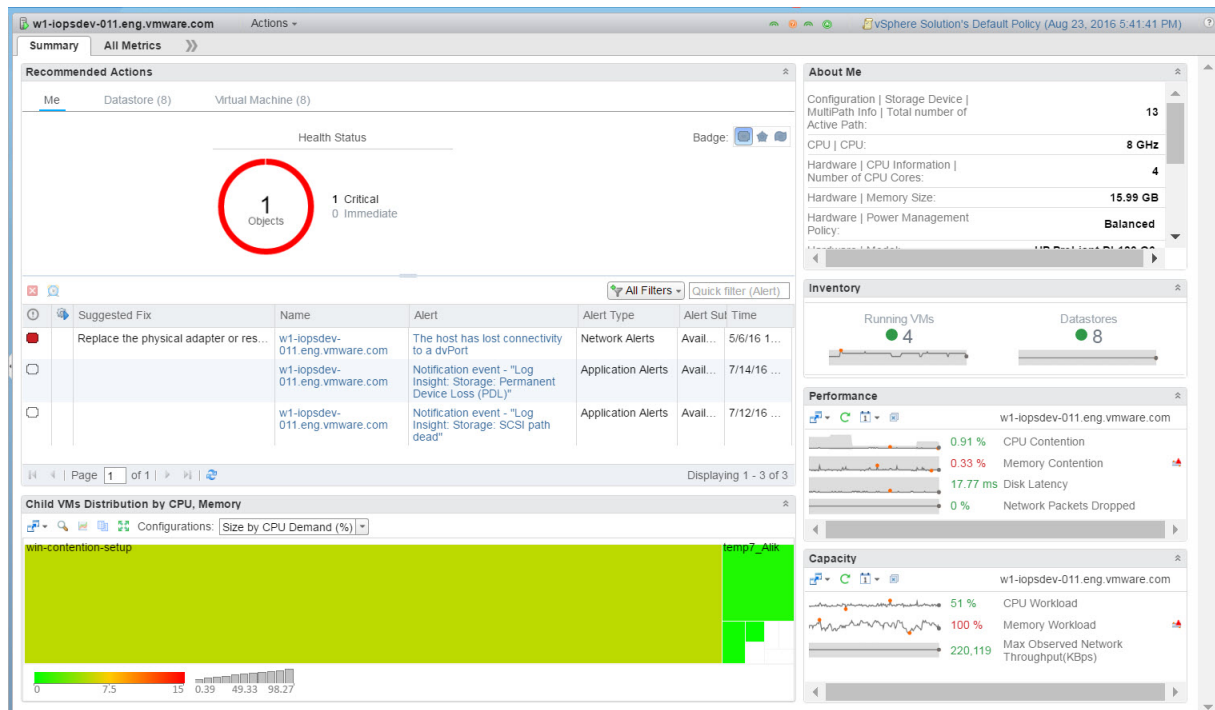 w1-iopsdev-011.eng.vmware.com Actions vSphere Solution's Default Policy (Aug 23, 2016 5:41:41 PM) ?
Summary All Metrics
Recommended Actions
Me Datastore (8) Virtual Machine (8)
Health Status Badge:
1
Objects
1 Critical
0 Immediate
All Filters Quick filter (Alert)
Suggested Fix Name Alert Alert Type Alert Sul Time
Replace the physical adapter or res... w1-iopsdev-011.eng.vmware.com The host has lost connectivity Network Alerts Avail... 5/6/16 1...
to a dvPort
w1-iopsdev-011.eng.vmware.com Notification event - "Log Application Alerts Avail... 7/14/16 ...
Insight: Storage: Permanent
Device Loss (PDL)"
w1-iopsdev-011.eng.vmware.com Notification event - "Log Application Alerts Avail... 7/12/16 ...
Insight: Storage: SCSI path
dead"
Page 1 of 1 Displaying 1 - 3 of 3
Child VMs Distribution by CPU, Memory
Configurations: Size by CPU Demand (%)
win-contention-setup temp7_Alik
0 7.5 15 0.39 49.33 98.27
About Me
Configuration | Storage Device |
MultiPath Info | Total number of 13
Active Path:
CPU | CPU: 8 GHz
Hardware | CPU Information |
Number of CPU Cores: 4
Hardware | Memory Size: 15.99 GB
Hardware | Power Management
Policy: Balanced
Inventory
Running VMs Datastores
4 8
Performance
1 w1-iopsdev-011.eng.vmware.com
0.91 % CPU Contention
0.33 % Memory Contention
17.77 ms Disk Latency
0 % Network Packets Dropped
Capacity
1 w1-iopsdev-011.eng.vmware.com
51 % CPU Workload
100 % Memory Workload
220,119 Max Observed Network
Throughput(KBps)